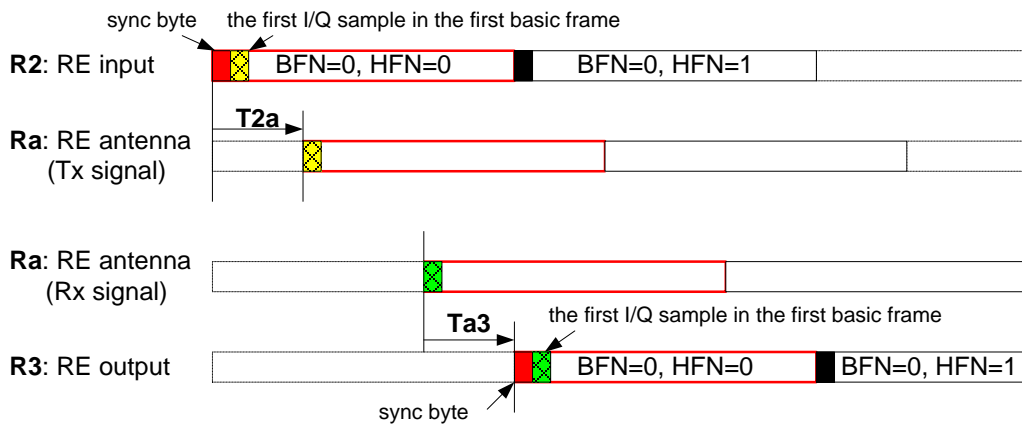 sync byte
the first I/Q sample in the first basic frame
R2: RE input
BFN=0, HFN=0
BFN=0, HFN=1
T2a
Ra: RE antenna
(Tx signal)
Ra: RE antenna
(Rx signal)
Ta3
the first I/Q sample in the first basic frame
R3: RE output
BFN=0, HFN=0
BFN=0, HFN=1
sync byte